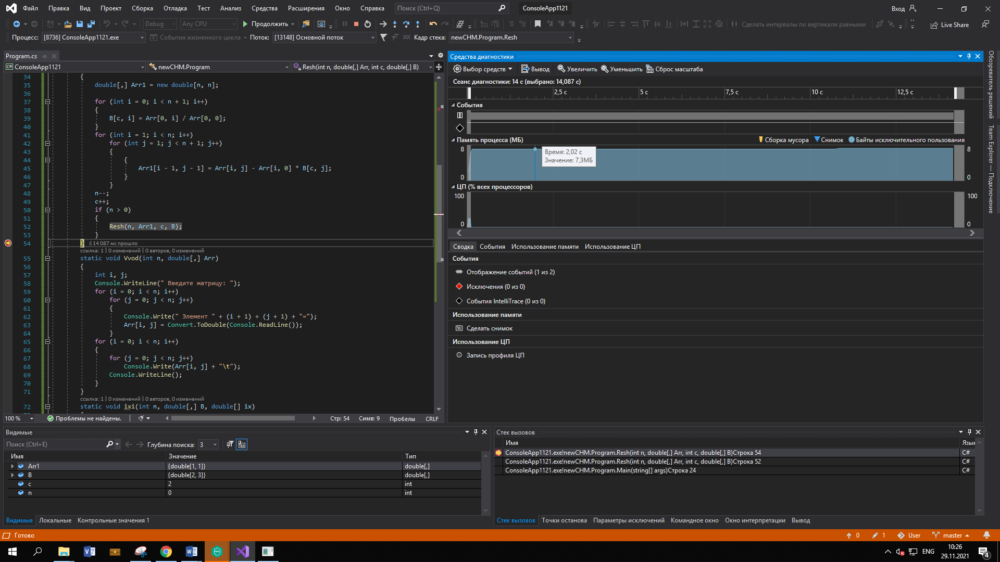 Файл Правка Вид Проект Сборка Отладка Тест Анализ Средства Расширения Окно Справка Поиск (Ctrl+Q) ConsoleApp1121 Вход
Debug Any CPU Продолжить Сделать интервалы по вертикали равными Live Share
Процесс: [8736] ConsoleApp1121.exe События жизненного цикла Поток: [13148] Основной поток Кадр стека: newCHM.Program.Resh
Program.cs
ConsoleApp1121 newCHM.Program Resh(int n, double[,] Arr, int c, double[,] B)
34 {
35 double[,] Arr1 = new double[n, n];
36
37 for (int i = 0; i < n + 1; i++)
38 {
39 B[c, i] = Arr[0, i] / Arr[0, 0];
40 }
41 for (int i = 1; i < n; i++)
42 for (int j = 1; j < n + 1; j++)
43 {
44 {
45 Arr1[i - 1, j - 1] = Arr[i, j] - Arr[i, 0] * B[c, j];
46 }
47 }
48 n--;
49 c++;
50 if (n > 0)
51 {
52 Resh(n, Arr1, c, B);
53 }
54 } ≤14 087 мс прошло
ссылка: 1 | 0 изменений | 0 авторов, 0 изменений
55 static void Vvod(int n, double[,] Arr)
56 {
57 int i, j;
58 Console.WriteLine(" Введите матрицу: ");
59 for (i = 0; i < n; i++)
60 for (j = 0; j < n; j++)
61 {
62 Console.Write(" Элемент " + (i + 1) + (j + 1) + "=");
63 Arr[i, j] = Convert.ToDouble(Console.ReadLine());
64 }
65 for (i = 0; i < n; i++)
66 {
67 for (j = 0; j < n; j++)
68 Console.Write(Arr[i, j] + "\t");
69 Console.WriteLine();
70 }
71 }
ссылка: 1 | 0 изменений | 0 авторов, 0 изменений
72 static void ixi(int n, double[,] B, double[] ix)
100 % Проблемы не найдены. Стр: 54 Симв: 9 Пробелы CRLF
Средства диагностики
Выбор средств Вывод Увеличить Уменьшить Сброс масштаба
Сеанс диагностики: 14 с (выбрано: 14,087 с)
2,5 с 5 с 7,5 с 10 с 12,5 с
События
Память процесса (МБ) Сборка мусора Снимок Байты исключительного пользования
8 8
Время: 2,02 с
Значение: 7,3МБ
0 0
ЦП (% всех процессоров)
100 100
0 0
Сводка События Использование памяти Использование ЦП
События
Отображение событий (1 из 2)
Исключения (0 из 0)
События IntelliTrace (0 из 0)
Использование памяти
Сделать снимок
Использование ЦП
Запись профиля ЦП
Обозреватель решений
Team Explorer — Подключение
Видимые
Поиск (Ctrl+E) Глубина поиска: 3
Имя Значение Тип
Arr1 {double[1, 1]} double[,]
B {double[2, 3]} double[,]
c 2 int
n 0 int
Видимые Локальные Контрольные значения 1
Стек вызовов
Имя Язык
ConsoleApp1121.exe!newCHM.Program.Resh(int n, double[,] Arr, int c, double[,] B)Строка 54 C#
ConsoleApp1121.exe!newCHM.Program.Resh(int n, double[,] Arr, int c, double[,] B)Строка 52 C#
ConsoleApp1121.exe!newCHM.Program.Main(string[] args)Строка 24 C#
Стек вызовов Точки останова Параметры исключений Командное окно Окно интерпретации Вывод
Готово 0 1 User master
ENG 10:26
29.11.2021 4